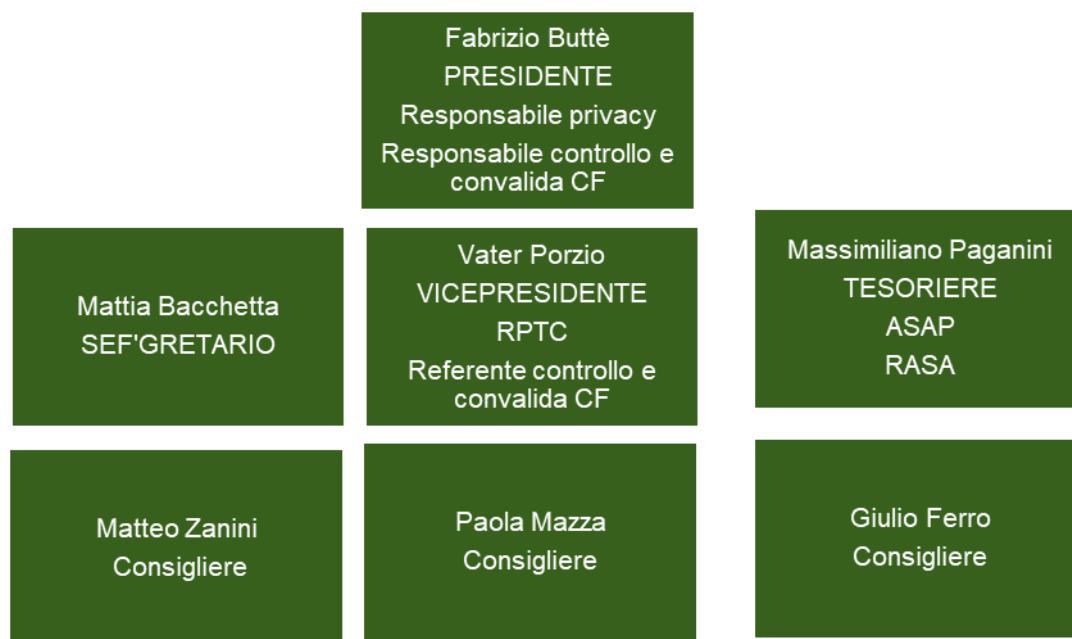 Fabrizio Buttè
PRESIDENTE
Responsabile privacy
Responsabile controllo e
convalida CF
Mattia Bacchetta
SEF'GRETARIO
Vater Porzio
VICEPRESIDENTE
RPTC
Referente controllo e
convalida CF
Massimiliano Paganini
TESORIERE
ASAP
RASA
Matteo Zanini
Consigliere
Paola Mazza
Consigliere
Giulio Ferro
Consigliere